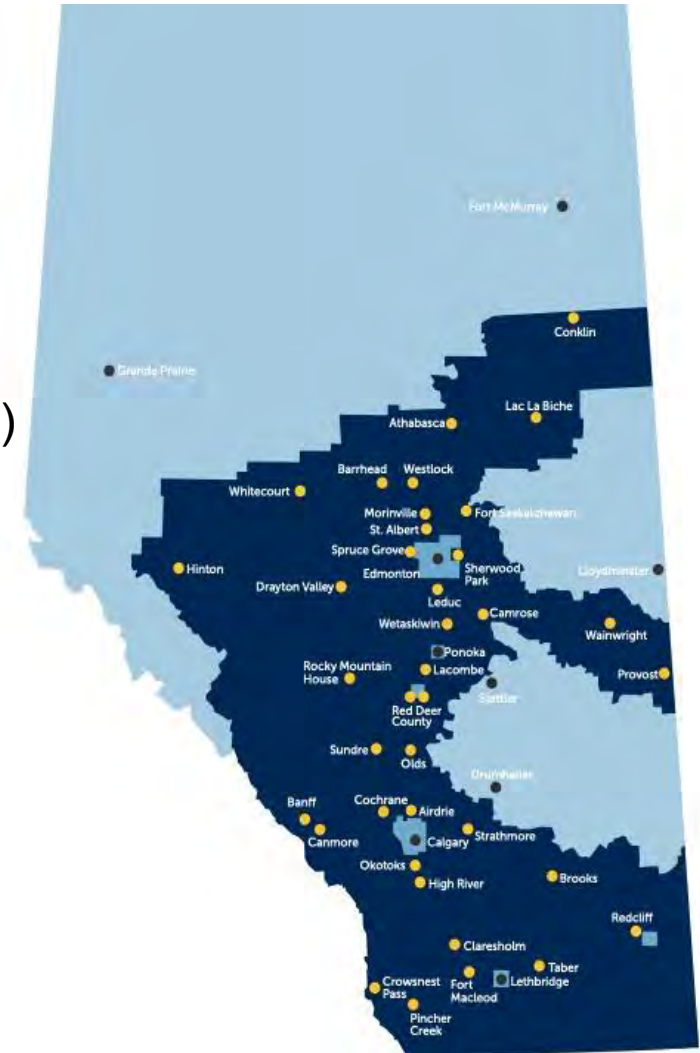 Fort McMurray
Conklin
Grande Prairie
)
Lac La Biche
Athabasca
Barrhead
Westlock
Whitecourt
Morinville
Fort Saskatchewan
St. Albert
Spruce Grove
Hinton
Edmonton
Sherwood
Park
Lloydminster
Drayton Valley
Leduc
Camrose
Wetaskiwin
Wainwright
Ponoka
Rocky Mountain
House
Lacombe
Provost
Stettler
Red Deer
County
Sundre
Olds
Drumheller
Banff
Cochrane
Airdrie
Canmore
Calgary
Strathmore
Okotoks
High River
Brooks
Redcliff
Claresholm
Taber
Crowsnest
Pass
Fort
Macleod
Lethbridge
Pincher
Creek